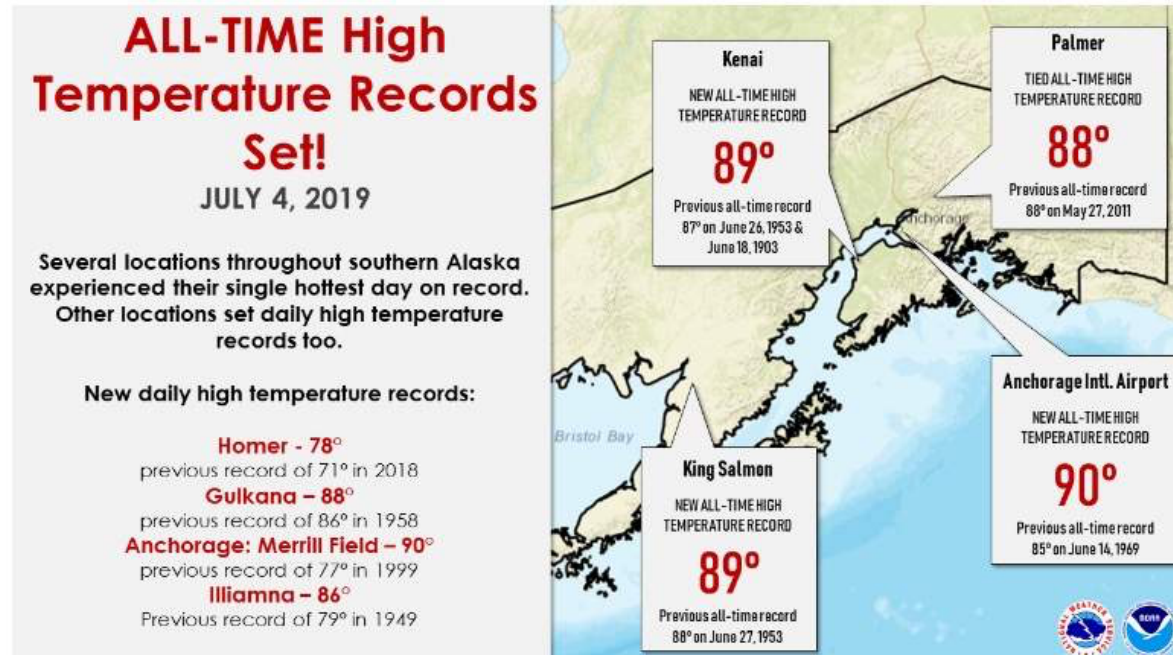 ALL-TIME High
Temperature Records
Set!
JULY 4, 2019
Several locations throughout southern Alaska
experienced their single hottest day on record.
Other locations set daily high temperature
records too.
New daily high temperature records:
Homer - 78°
previous record of 71° in 2018
Gulkana – 88°
previous record of 86° in 1958
Anchorage: Merrill Field – 90°
previous record of 77° in 1999
Illiamna – 86°
Previous record of 79° in 1949
Kenai
NEW ALL-TIME HIGH
TEMPERATURE RECORD
89°
Previous all-time record
87° on June 26, 1953 &
June 18, 1903
Palmer
TIED ALL-TIME HIGH
TEMPERATURE RECORD
88°
Previous all-time record
88° on May 27, 2011
Anchorage
Bristol Bay
King Salmon
NEW ALL-TIME HIGH
TEMPERATURE RECORD
89°
Previous all-time record
88° on June 27, 1953
Anchorage Intl. Airport
NEW ALL-TIME HIGH
TEMPERATURE RECORD
90°
Previous all-time record
85° on June 14, 1969
NATIONAL WEATHER SERVICE
NOAA